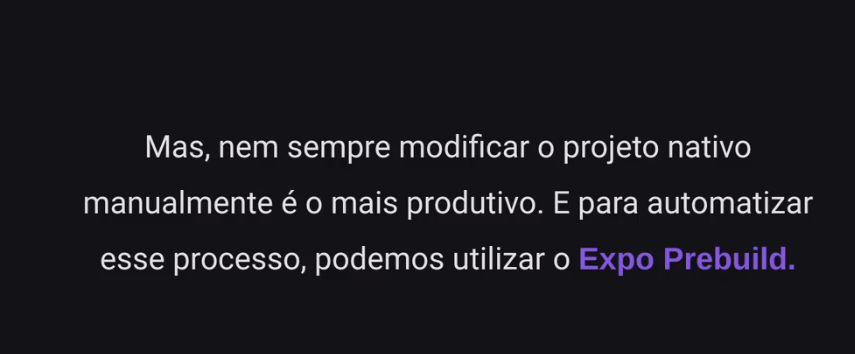 Mas, nem sempre modificar o projeto nativo
manualmente é o mais produtivo. E para automatizar
esse processo, podemos utilizar o Expo Prebuild.